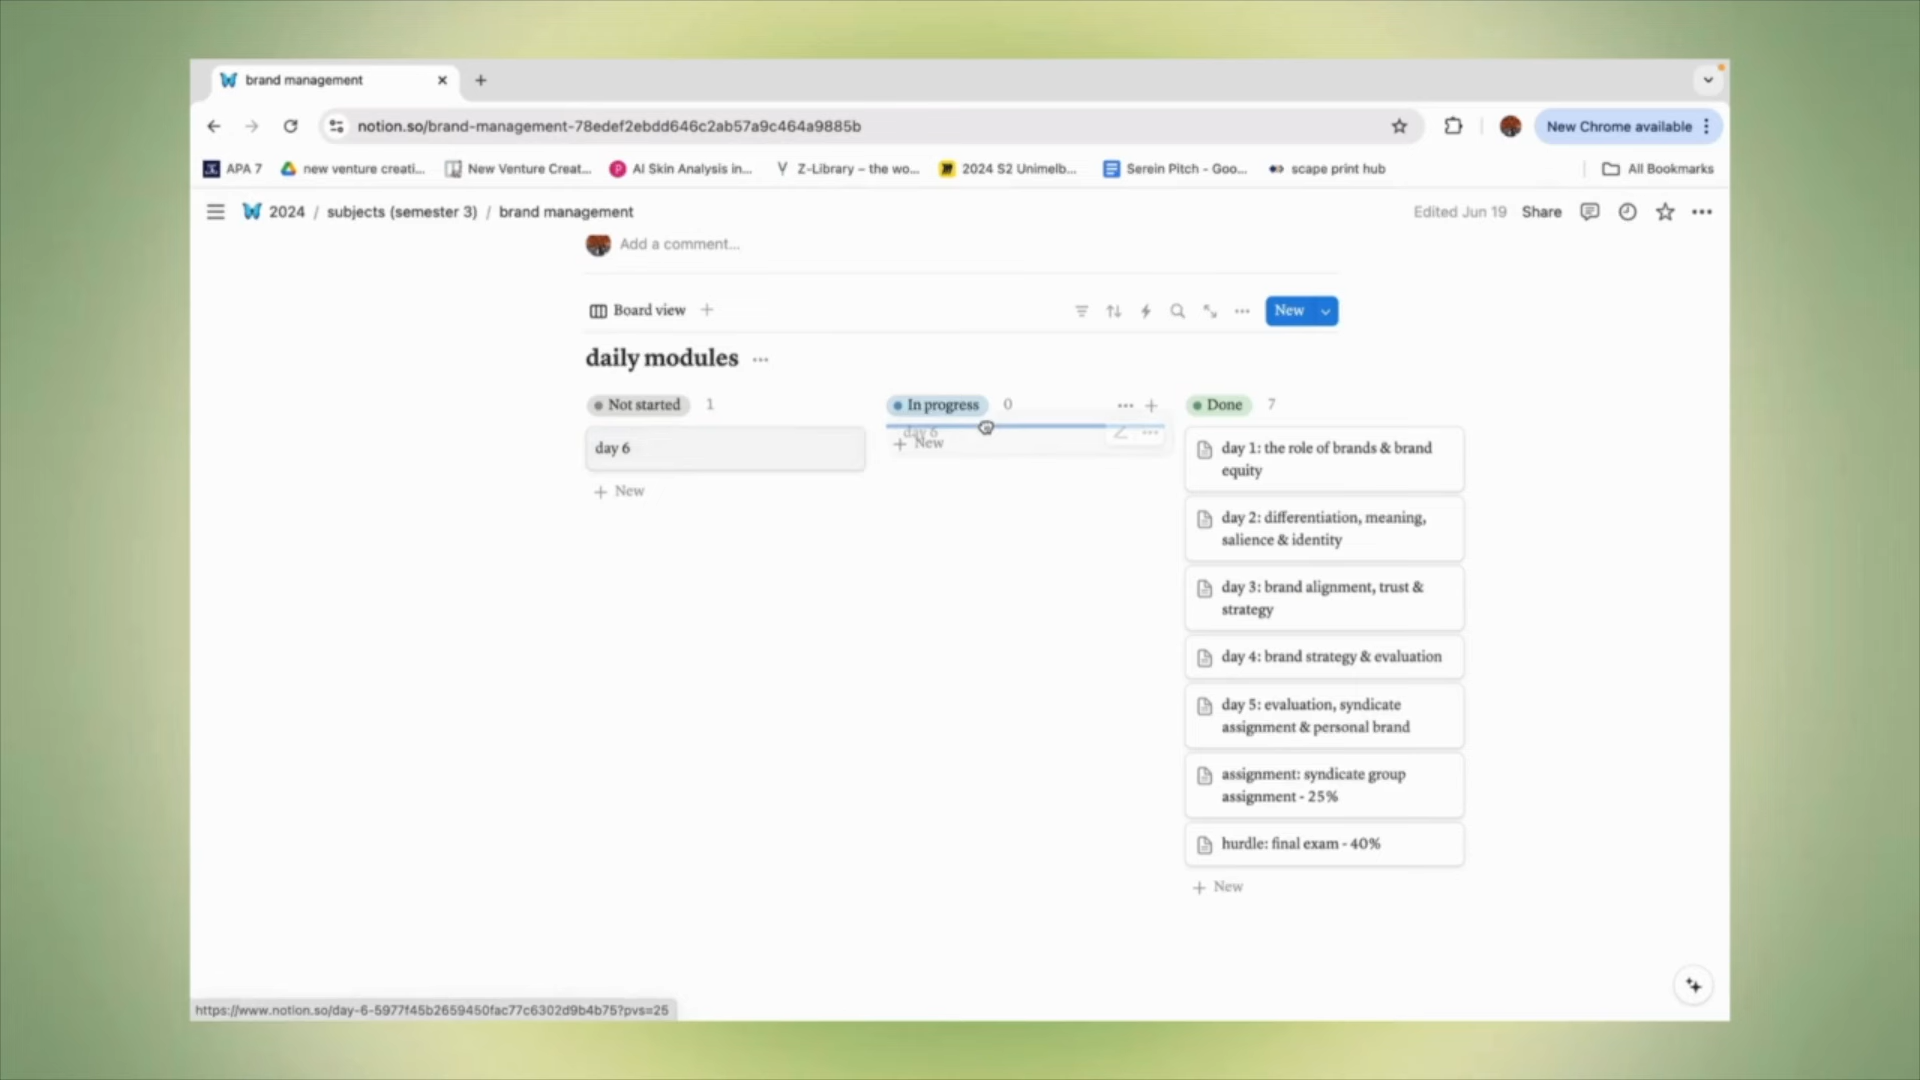 brand management
notion.so/brand-management-78edef2ebdd646c2ab57a9c464a9885b
New Chrome available
APA 7
new venture creati...
New Venture Creat...
AI Skin Analysis in...
Z-Library – the wo...
2024 S2 Unimelb...
Serein Pitch - Goo...
scape print hub
All Bookmarks
2024 / subjects (semester 3) / brand management
Edited Jun 19
Share
Add a comment...
Board view
New
daily modules
Not started 1
In progress 0
Done 7
day 6
New
day 6
New
day 1: the role of brands & brand
equity
day 2: differentiation, meaning,
salience & identity
day 3: brand alignment, trust &
strategy
day 4: brand strategy & evaluation
day 5: evaluation, syndicate
assignment & personal brand
assignment: syndicate group
assignment - 25%
hurdle: final exam - 40%
New
https://www.notion.so/day-6-5977f45b2659450fac77c6302d9b4b75?pvs=25